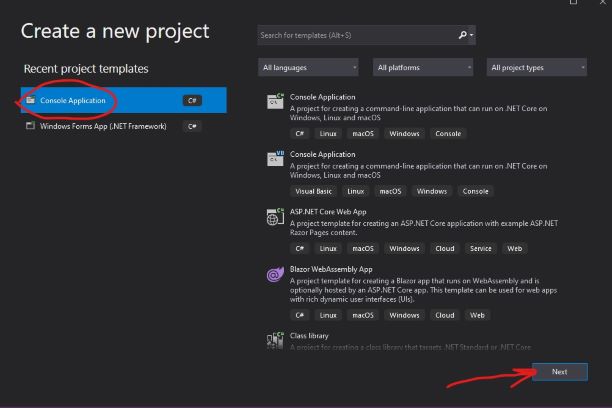 Create a new project
Search for templates (Alt+S)
Recent project templates
All languages
All platforms
All project types
Console Application
C#
Windows Forms App (.NET Framework)
C#
Console Application
A project for creating a command-line application that can run on .NET Core on
Windows, Linux and macOS
C# Linux macOS Windows Console
Console Application
A project for creating a command-line application that can run on .NET Core on
Windows, Linux and macOS
Visual Basic Linux macOS Windows Console
ASP.NET Core Web App
A project template for creating an ASP.NET Core application with example ASP.NET
Razor Pages content.
C# Linux macOS Windows Cloud Service Web
Blazor WebAssembly App
A project template for creating a Blazor app that runs on WebAssembly and is
optionally hosted by an ASP.NET Core app. This template can be used for web apps
with rich dynamic user interfaces (UIs).
C# Linux macOS Windows Cloud Web
Class library
A project for creating a class library that targets .NET Standard or .NET Core
Next